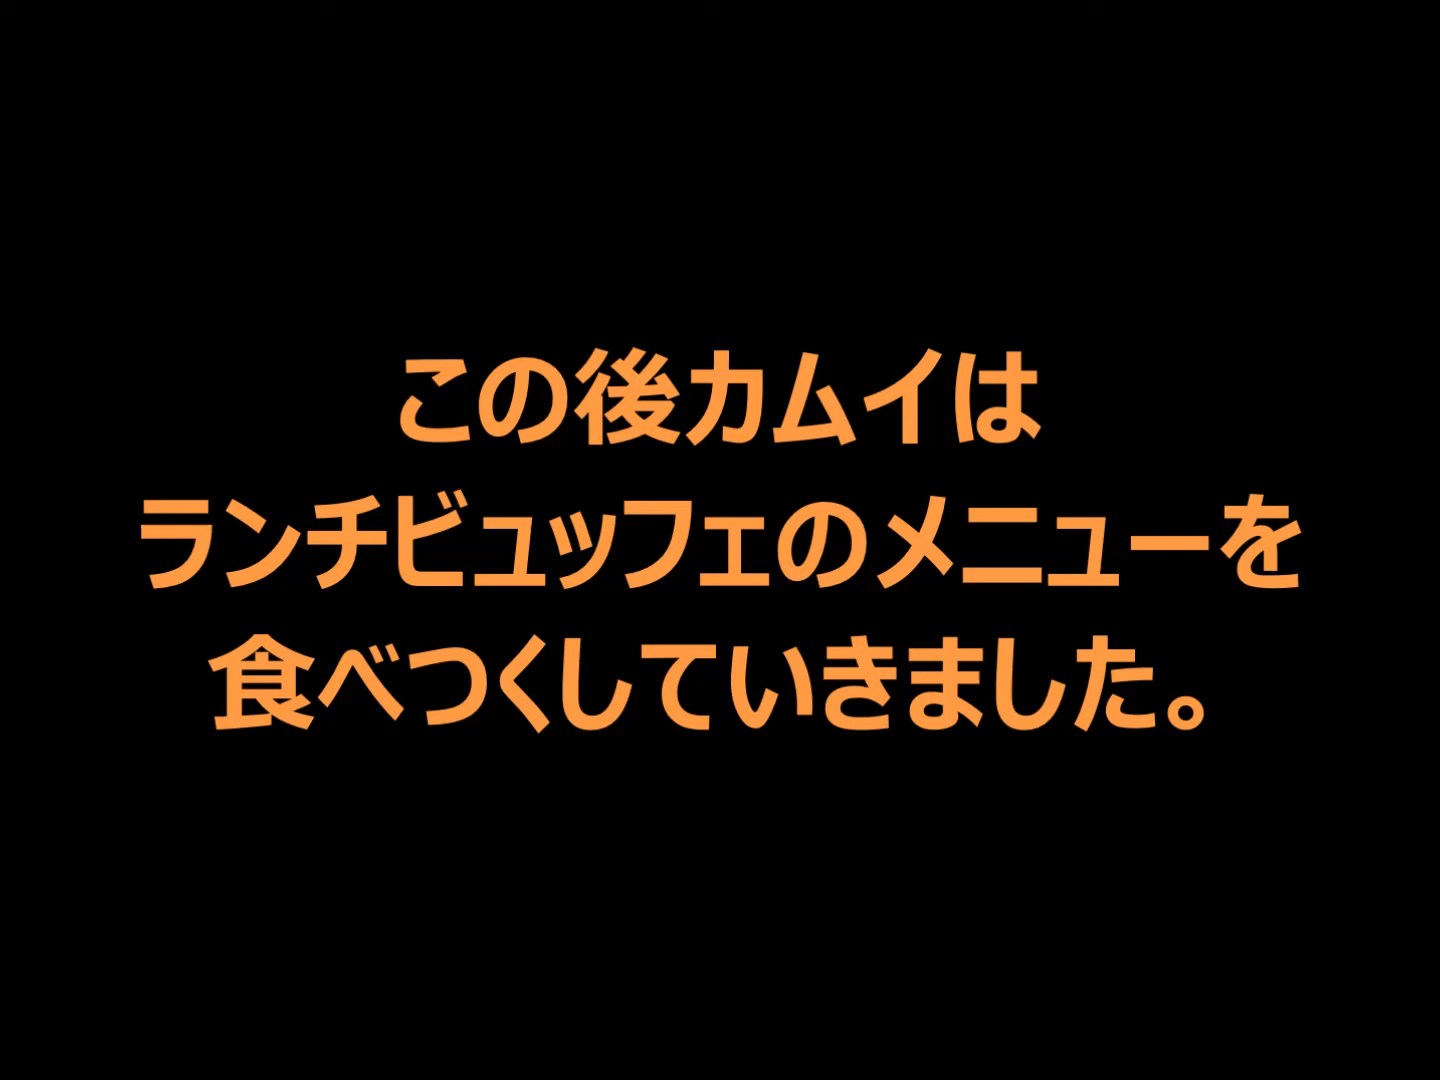 この後カムイは
ランチビュッフェのメニューを
食べつくしていきました。